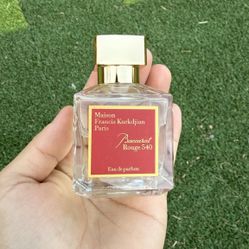 Maison
Francis Kurkdjian
Paris
Baccarat
Rouge 540
Eau de parfum